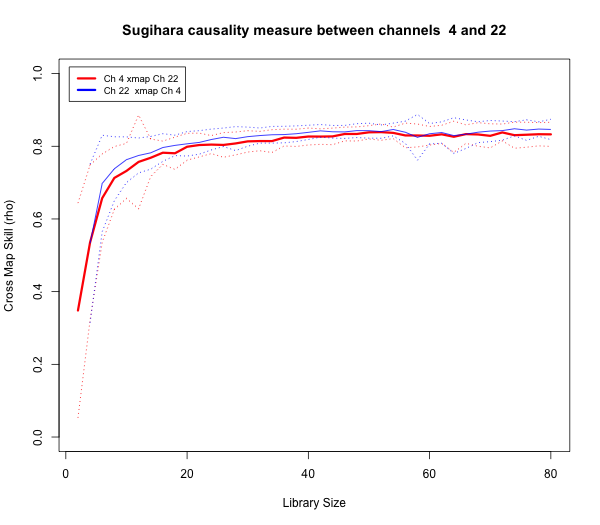 Sugihara causality measure between channels  4 and 22
Ch 4 xmap Ch 22
Ch 22  xmap Ch 4
Cross Map Skill (rho)
1.0
0.8
0.6
0.4
0.2
0.0
0 20 40 60 80
Library Size